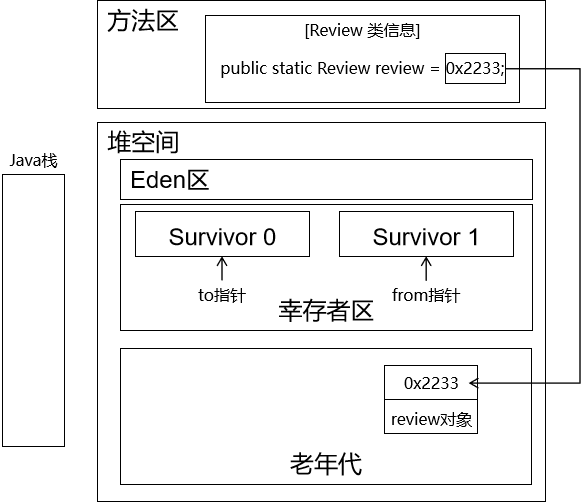 方法区
[Review 类信息]
public static Review review = 0x2233;
堆空间
Java栈
Eden区
Survivor 0
Survivor 1
to指针
from指针
幸存者区
0x2233
review对象
老年代